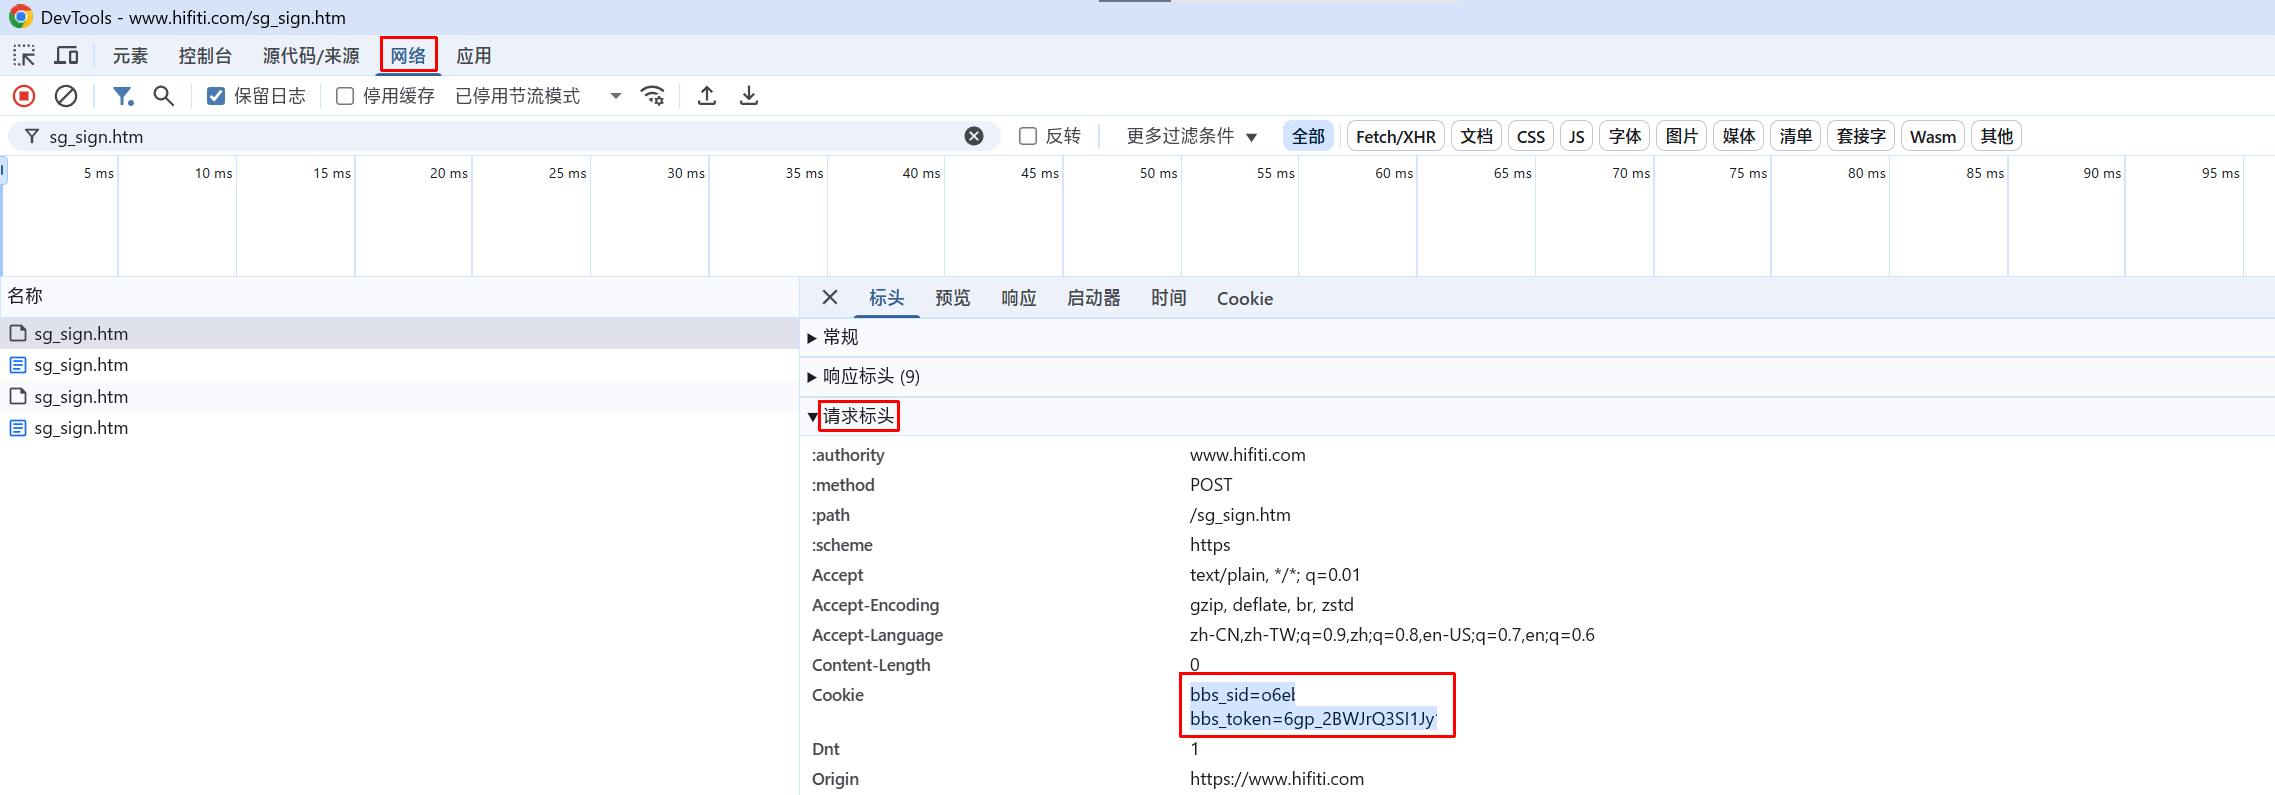 DevTools - www.hifiti.com/sg_sign.htm
元素 控制台 源代码/来源 网络 应用
保留日志 停用缓存 已停用节流模式
sg_sign.htm 反转 更多过滤条件 全部 Fetch/XHR 文档 CSS JS 字体 图片 媒体 清单 套接字 Wasm 其他
5 ms 10 ms 15 ms 20 ms 25 ms 30 ms 35 ms 40 ms 45 ms 50 ms 55 ms 60 ms 65 ms 70 ms 75 ms 80 ms 85 ms 90 ms 95 ms
名称
sg_sign.htm
sg_sign.htm
sg_sign.htm
sg_sign.htm
标头 预览 响应 启动器 时间 Cookie
常规
响应标头 (9)
请求标头
:authority www.hifiti.com
:method POST
:path /sg_sign.htm
:scheme https
Accept text/plain, */*; q=0.01
Accept-Encoding gzip, deflate, br, zstd
Accept-Language zh-CN,zh-TW;q=0.9,zh;q=0.8,en-US;q=0.7,en;q=0.6
Content-Length 0
Cookie bbs_sid=o6e
bbs_token=6gp_2BWJrQ3SI1Jy
Dnt 1
Origin https://www.hifiti.com